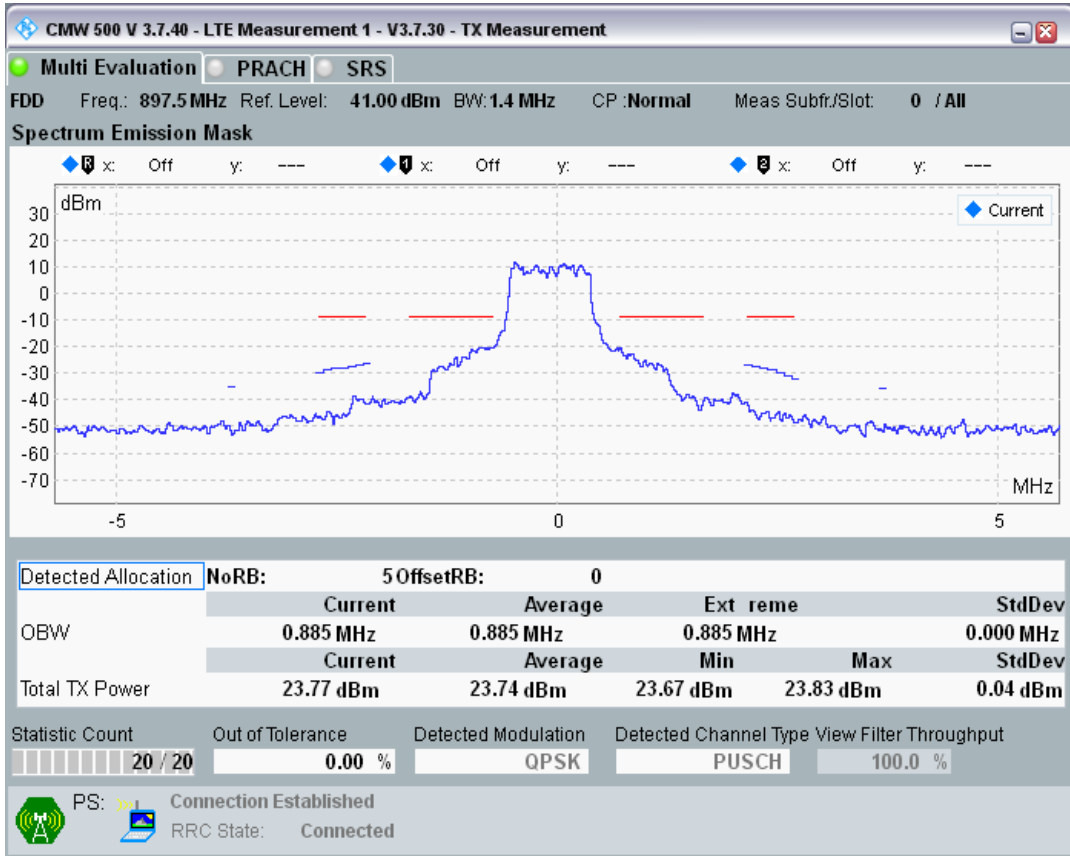 CMW 500 V 3.7.40 - LTE Measurement 1 - V3.7.30 - TX Measurement
Multi Evaluation PRACH SRS
FDD Freq.: 897.5 MHz Ref. Level: 41.00 dBm BW: 1.4 MHz CP :Normal Meas Subfr./Slot: 0 / All
Spectrum Emission Mask
R x: Off y: --- 1 x: Off y: --- 2 x: Off y: ---
dBm
Current
30
20
10
0
-10
-20
-30
-40
-50
-60
-70
MHz
-5 0 5
Detected Allocation NoRB: 5 OffsetRB: 0
Current Average Ext reme StdDev
OBW 0.885 MHz 0.885 MHz 0.885 MHz 0.000 MHz
Current Average Min Max StdDev
Total TX Power 23.77 dBm 23.74 dBm 23.67 dBm 23.83 dBm 0.04 dBm
Statistic Count Out of Tolerance Detected Modulation Detected Channel Type View Filter Throughput
20 / 20 0.00 % QPSK PUSCH 100.0 %
PS: Connection Established
RRC State: Connected